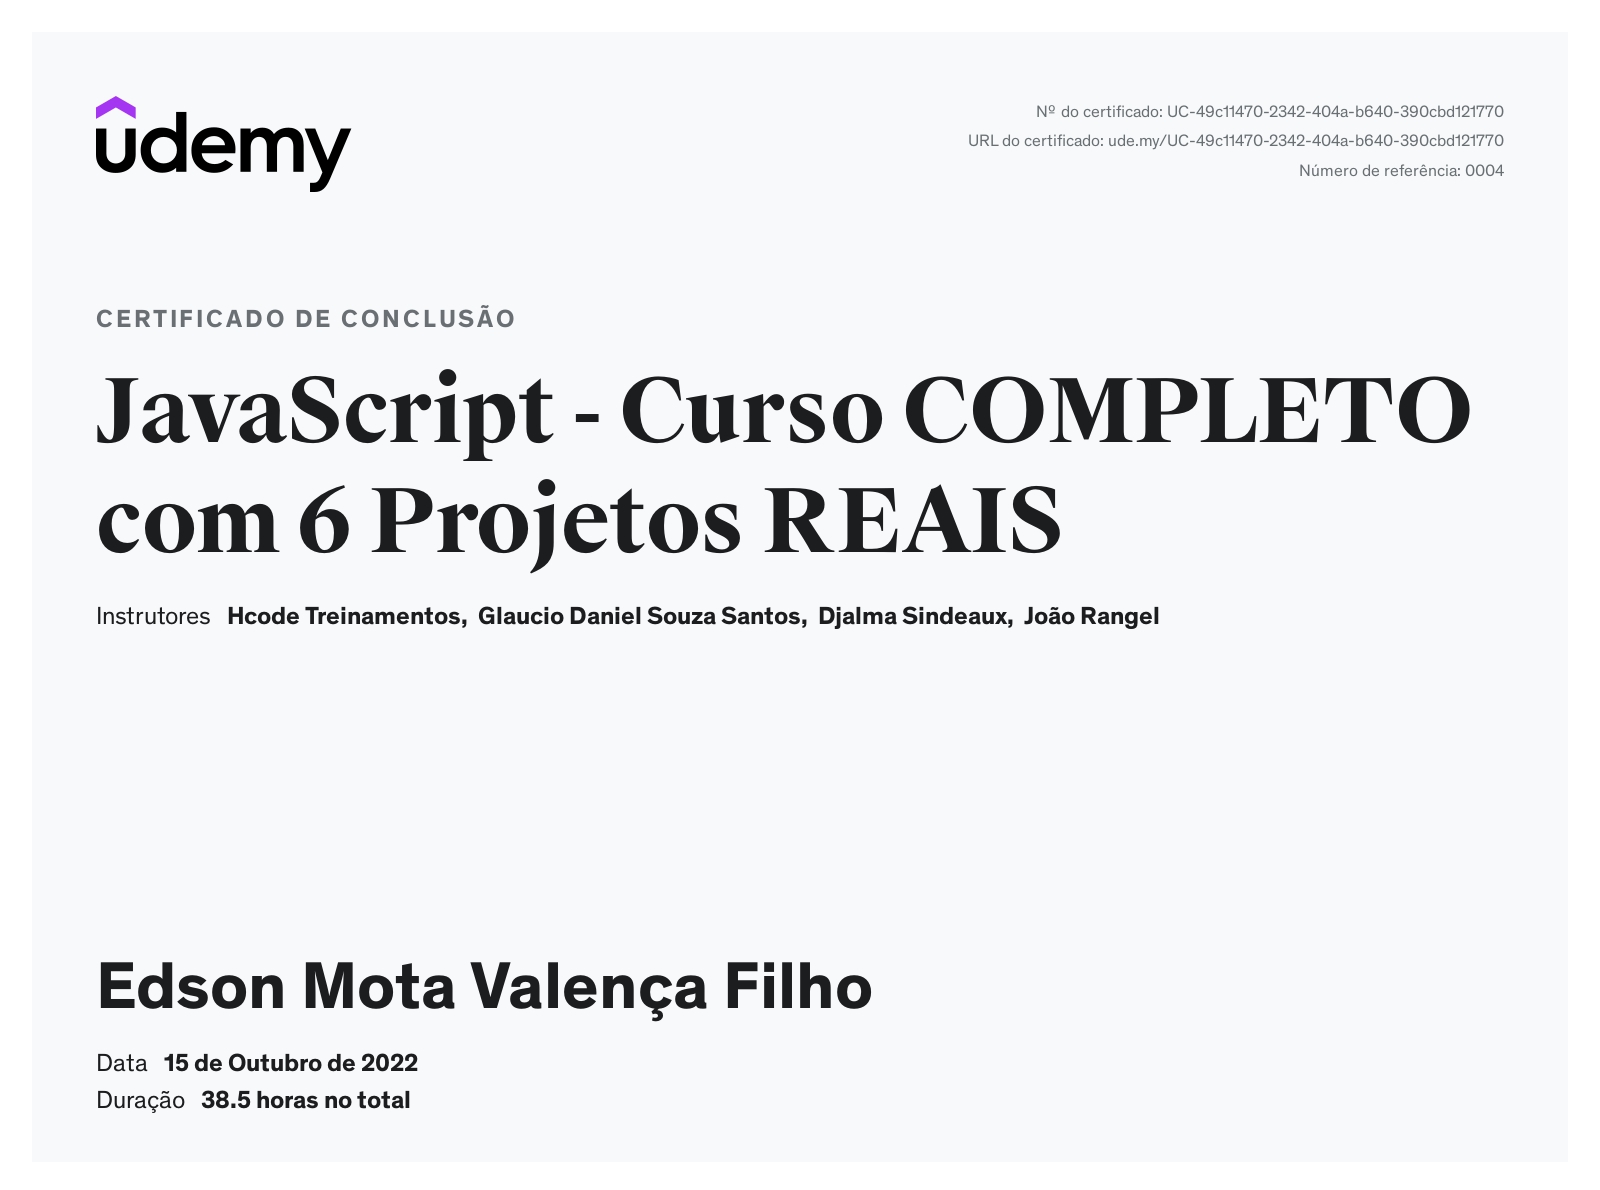 udemy
Nº do certificado: UC-49c11470-2342-404a-b640-390cbd121770
URL do certificado: ude.my/UC-49c11470-2342-404a-b640-390cbd121770
Número de referência: 0004
CERTIFICADO DE CONCLUSÃO
JavaScript - Curso COMPLETO
com 6 Projetos REAIS
Instrutores Hcode Treinamentos, Glaucio Daniel Souza Santos, Djalma Sindeaux, João Rangel
Edson Mota Valença Filho
Data 15 de Outubro de 2022
Duração 38.5 horas no total